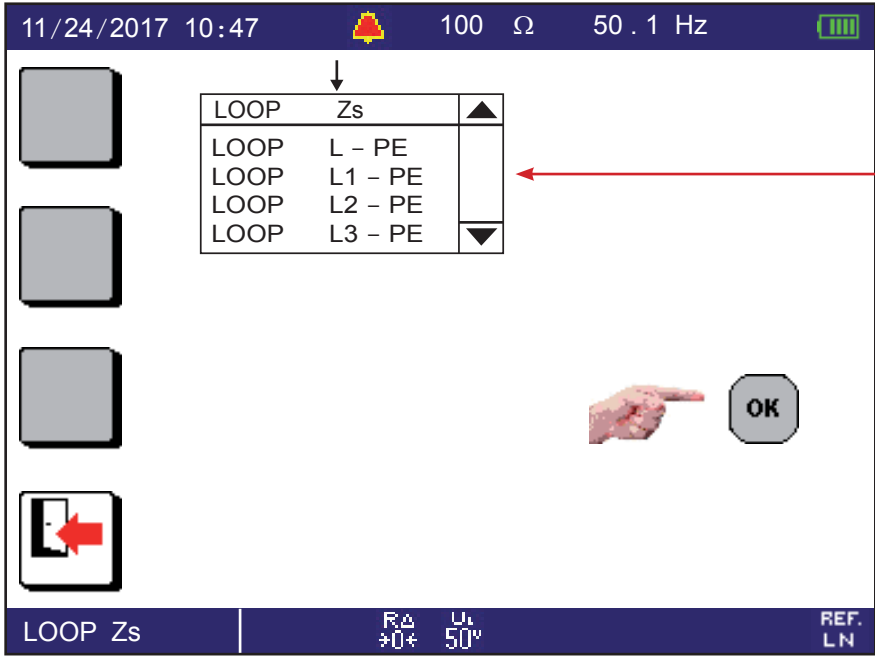 11/24/2017 10:47 100 Ω 50.1 Hz
LOOP Zs
LOOP L – PE
LOOP L1 – PE
LOOP L2 – PE
LOOP L3 – PE
OK
LOOP Zs
RΔ
>0< 
UL
50V
REF.
LN